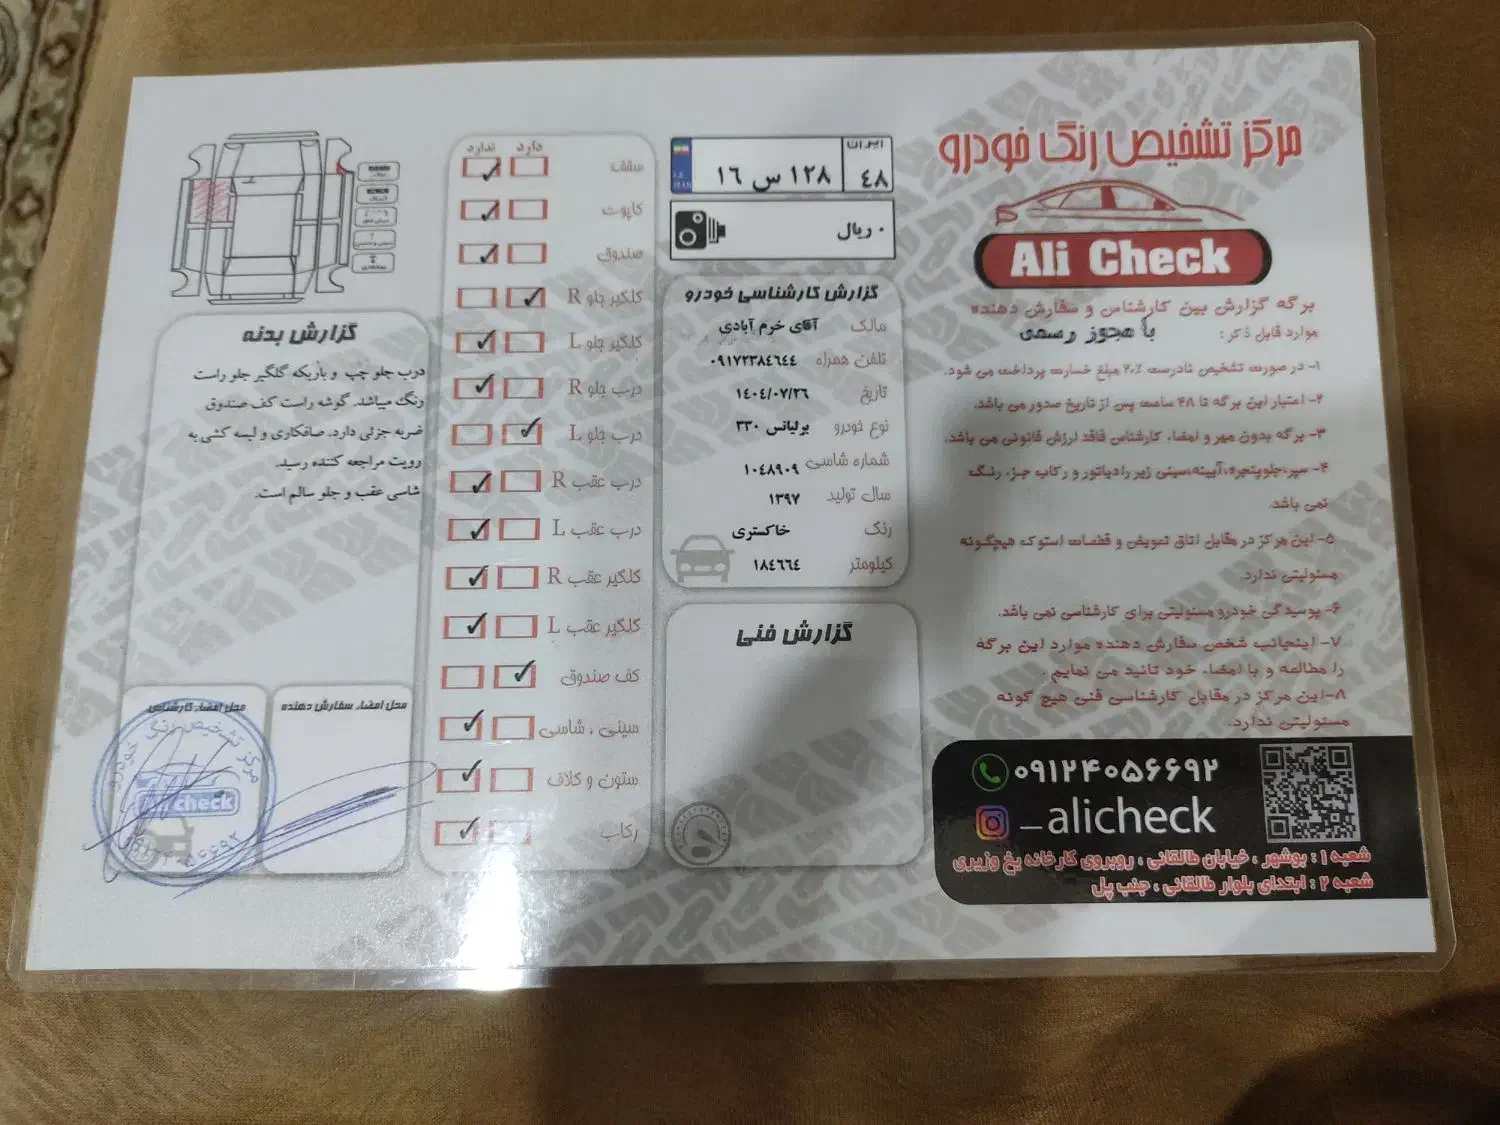 مرکز تشخیص رنگ خودرو
Ali Check
برگه گزارش بین کارشناس و سفارش دهنده
موارد قابل ذکر : با مجوز رسمی
۱- در صورت تشخیص نادرست ۲۰٪ مبلغ خسارت پرداخت می شود.
۲- اعتبار این برگه تا ۴۸ ساعت پس از تاریخ صدور می باشد.
۳- برگه بدون مهر و امضاء کارشناس فاقد ارزش قانونی می باشد.
۴- سپر،جلوپنجره،آیینه،سینی زیر رادیاتور و رکاب جزء رنگ
نمی باشد.
۵- این مرکز در مقابل اتاق تعویض و قطعات استوک هیچگونه
مسئولیتی ندارد.
۶- پوسیدگی خودرو مسئولیتی برای کارشناسی نمی باشد.
۷- اینجانب شخص سفارش دهنده موارد این برگه
را مطالعه و با امضاء خود تائید می نمایم .
۸-این مرکز در مقابل کارشناسی فنی هیچ گونه
مسئولیتی ندارد.
۰۹۱۲۴۰۵۶۶۹۲
_alicheck
شعبه ۱ : بوشهر ، خیابان طالقانی ، روبروی کارخانه یخ وزیری
شعبه ۲ : ابتدای بلوار طالقانی ، جنب پل
ایران
۴۸
۱۲۸ س ۱۶
I.R.
IRAN
۰ ریال
گزارش کارشناسی خودرو
مالک آقای خرم آبادی
تلفن همراه ۰۹۱۷۲۳۸۴۶۴۴
تاریخ ۱۴۰۴/۰۷/۲۶
نوع خودرو برلیانس ۳۳۰
شماره شاسی ۱۰۴۸۹۰۹
سال تولید ۱۳۹۷
رنگ خاکستری
کیلومتر ۱۸۴۶۶۴
گزارش فنی
دارد ندارد
سقف
کاپوت
صندوق
گلگیر جلو R
گلگیر جلو L
درب جلو R
درب جلو L
درب عقب R
درب عقب L
گلگیر عقب R
گلگیر عقب L
کف صندوق
سینی ، شاسی
ستون و کلاف
رکاب
گزارش بدنه
درب جلو چپ و باریکه گلگیر جلو راست
رنگ میباشد. گوشه راست کف صندوق
ضربه جزئی دارد. صافکاری و لیسه کشی به
رویت مراجعه کننده رسید.
شاسی عقب و جلو سالم است.
محل امضاء سفارش دهنده
محل امضاء کارشناس
مرکز تشخیص رنگ خودرو
Ali check
۰۹۱۲۴۰۵۶۶۹۲